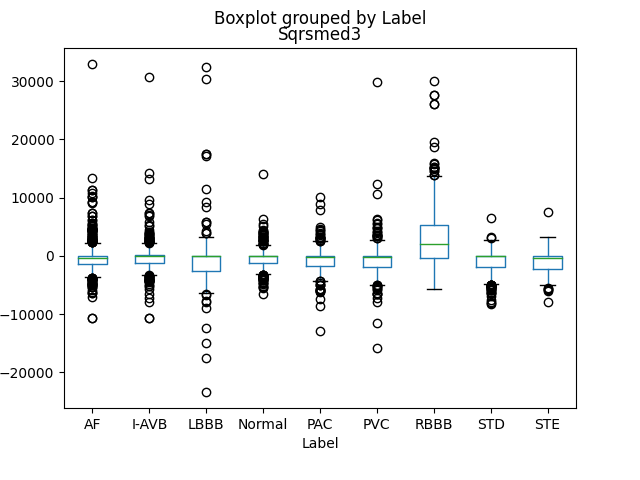 Boxplot grouped by Label
Sqrsmed3
30000
20000
10000
0
−10000
−20000
AF I-AVB LBBB Normal PAC PVC RBBB STD STE
Label